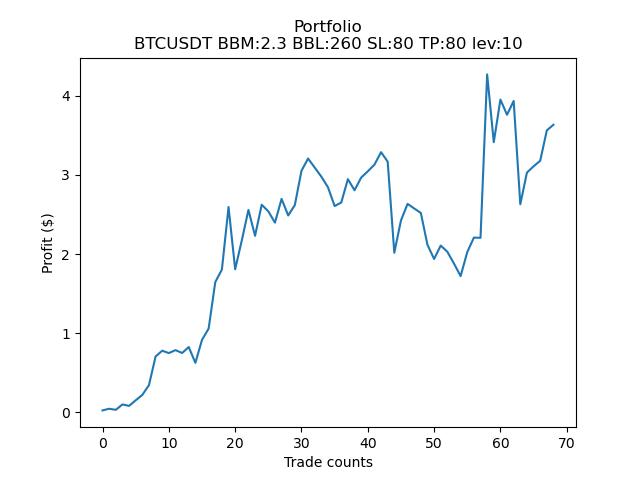 Portfolio
BTCUSDT BBM:2.3 BBL:260 SL:80 TP:80 lev:10
Profit ($)
4
3
2
1
0
0 10 20 30 40 50 60 70
Trade counts